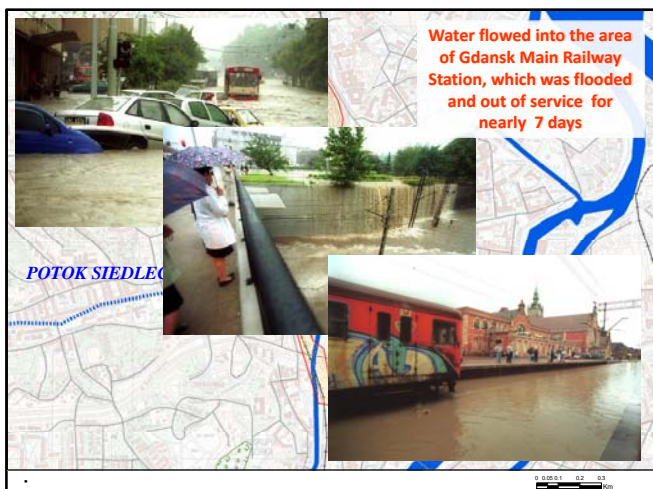 Water flowed into the area
of Gdansk Main Railway
Station, which was flooded
and out of service for
nearly 7 days
POTOK SIEDLEC
.
0 0.05 0.1 0.2 0.3
Km